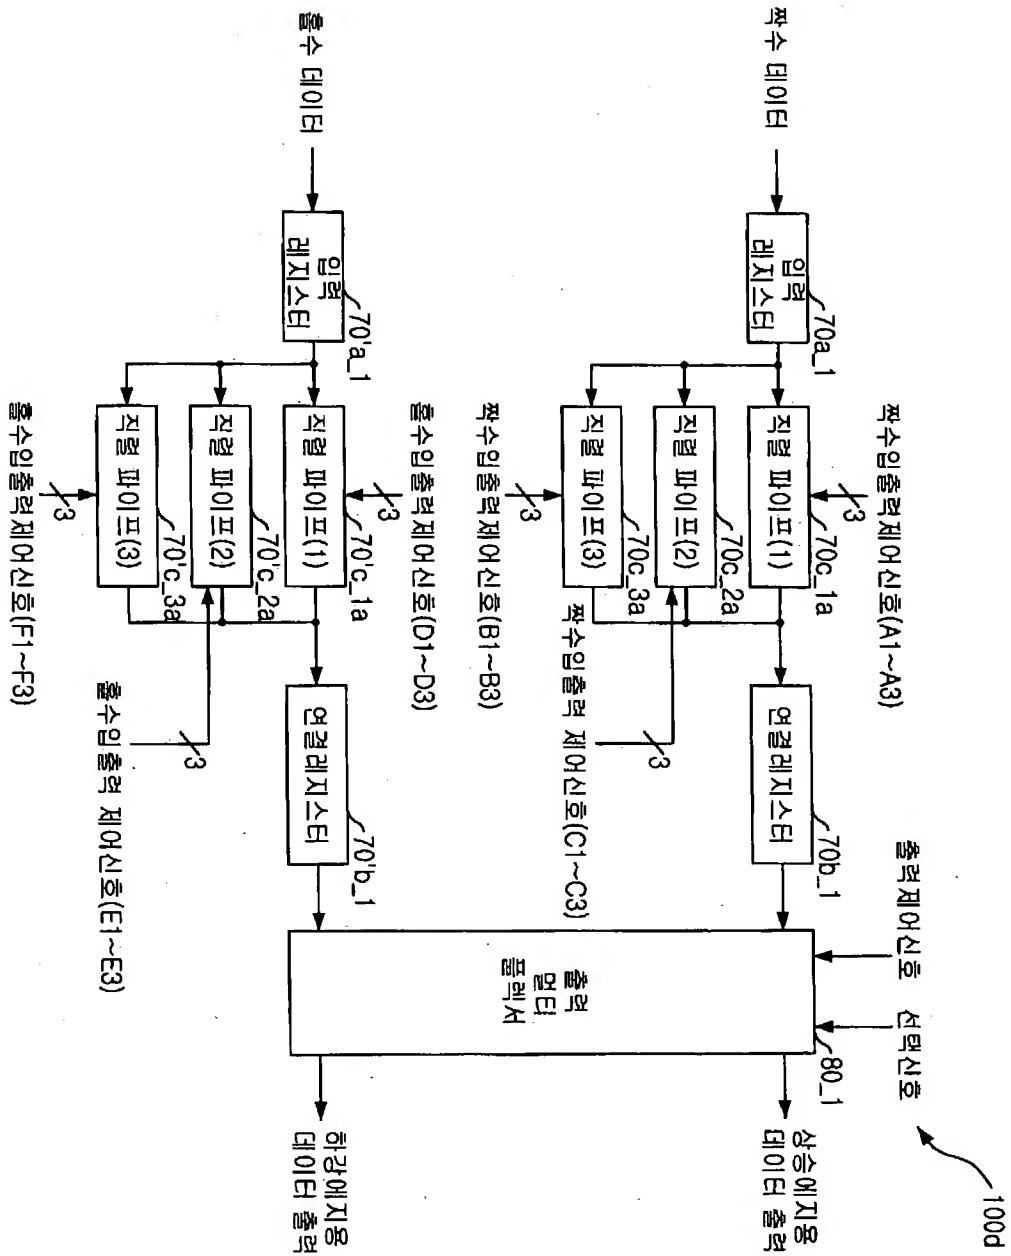 100d
출력제어신호
선택신호
짝수입출력제어신호(A1~A3)
3
짝수 데이터
입력
레지스터
70a_1
직렬 파이프(1)
70c_1a
직렬 파이프(2)
70c_2a
직렬 파이프(3)
70c_3a
연결레지스터
70b_1
짝수입출력 제어신호(C1~C3)
3
짝수입출력제어신호(B1~B3)
3
출력
멀티
플렉서
80_1
상승에지용
데이터 출력
홀수입출력제어신호(D1~D3)
3
홀수 데이터
입력
레지스터
70'a_1
직렬 파이프(1)
70'c_1a
직렬 파이프(2)
70'c_2a
직렬 파이프(3)
70'c_3a
연결레지스터
70'b_1
하강에지용
데이터 출력
홀수입출력 제어신호(E1~E3)
3
홀수입출력제어신호(F1~F3)
3